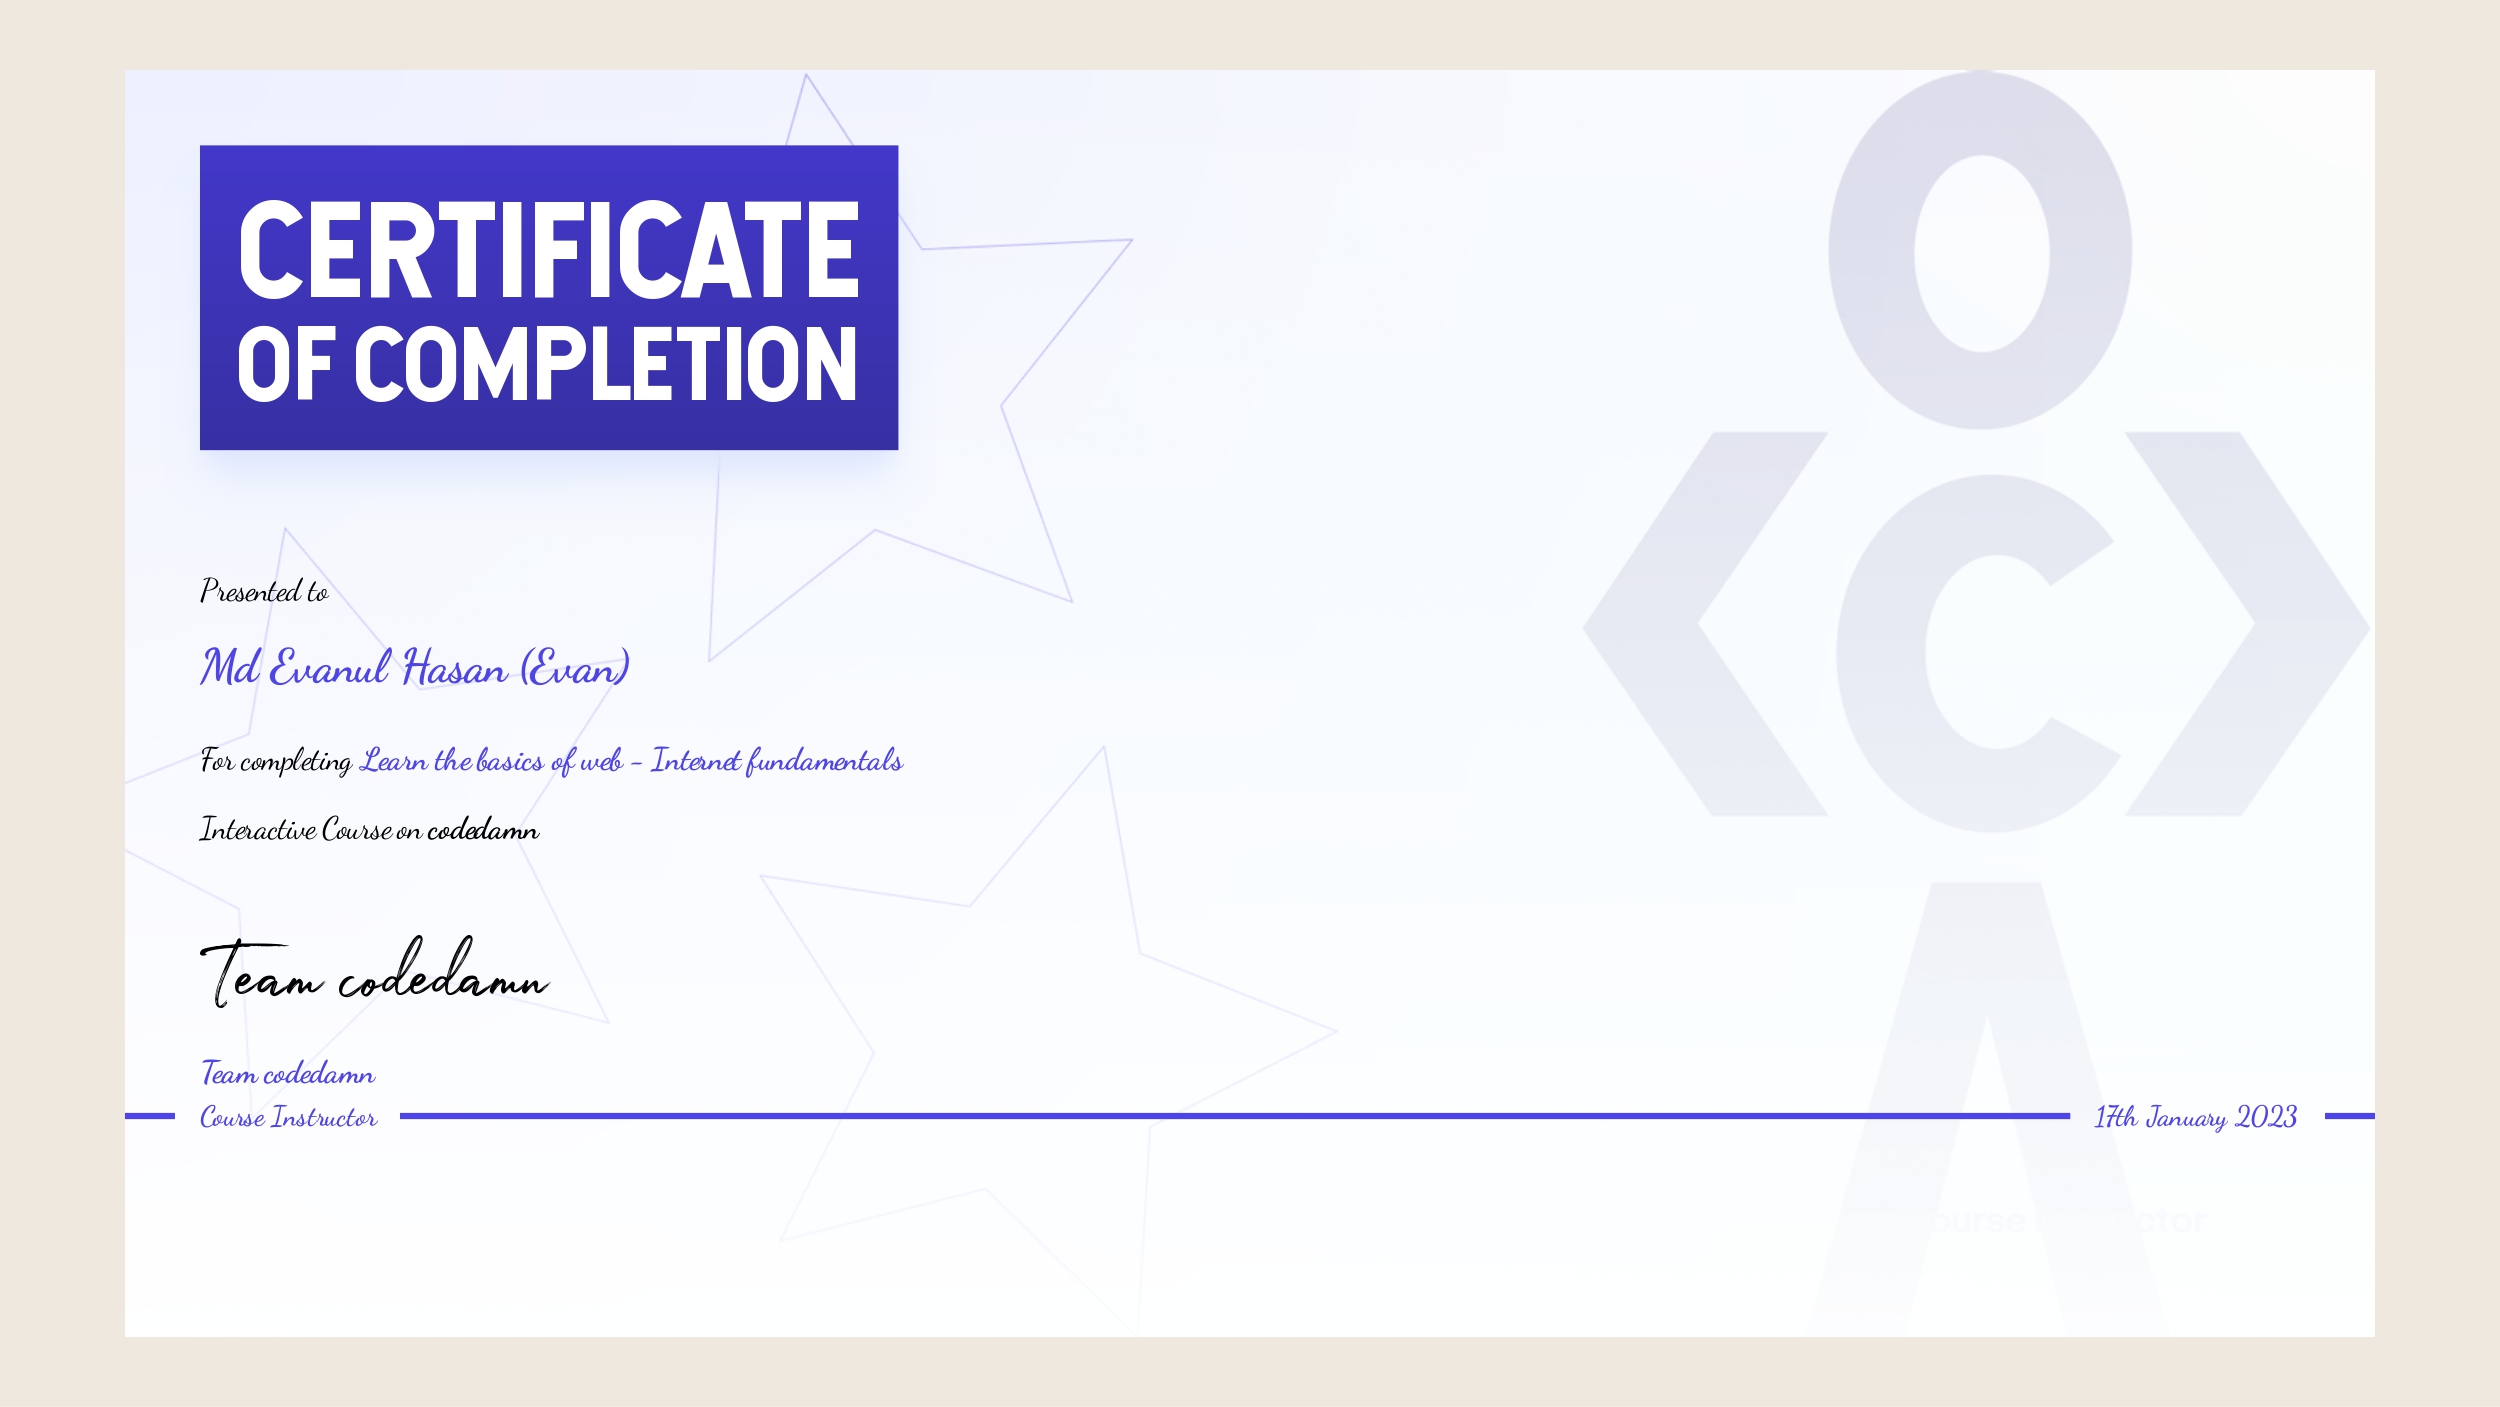 CERTIFICATE
OF COMPLETION
Presented to
Md Evanul Hasan (Evan)
For completing Learn the basics of web - Internet fundamentals
Interactive Course on codedamn
Team codedamn
Team codedamn
Course Instructor
17th January 2023